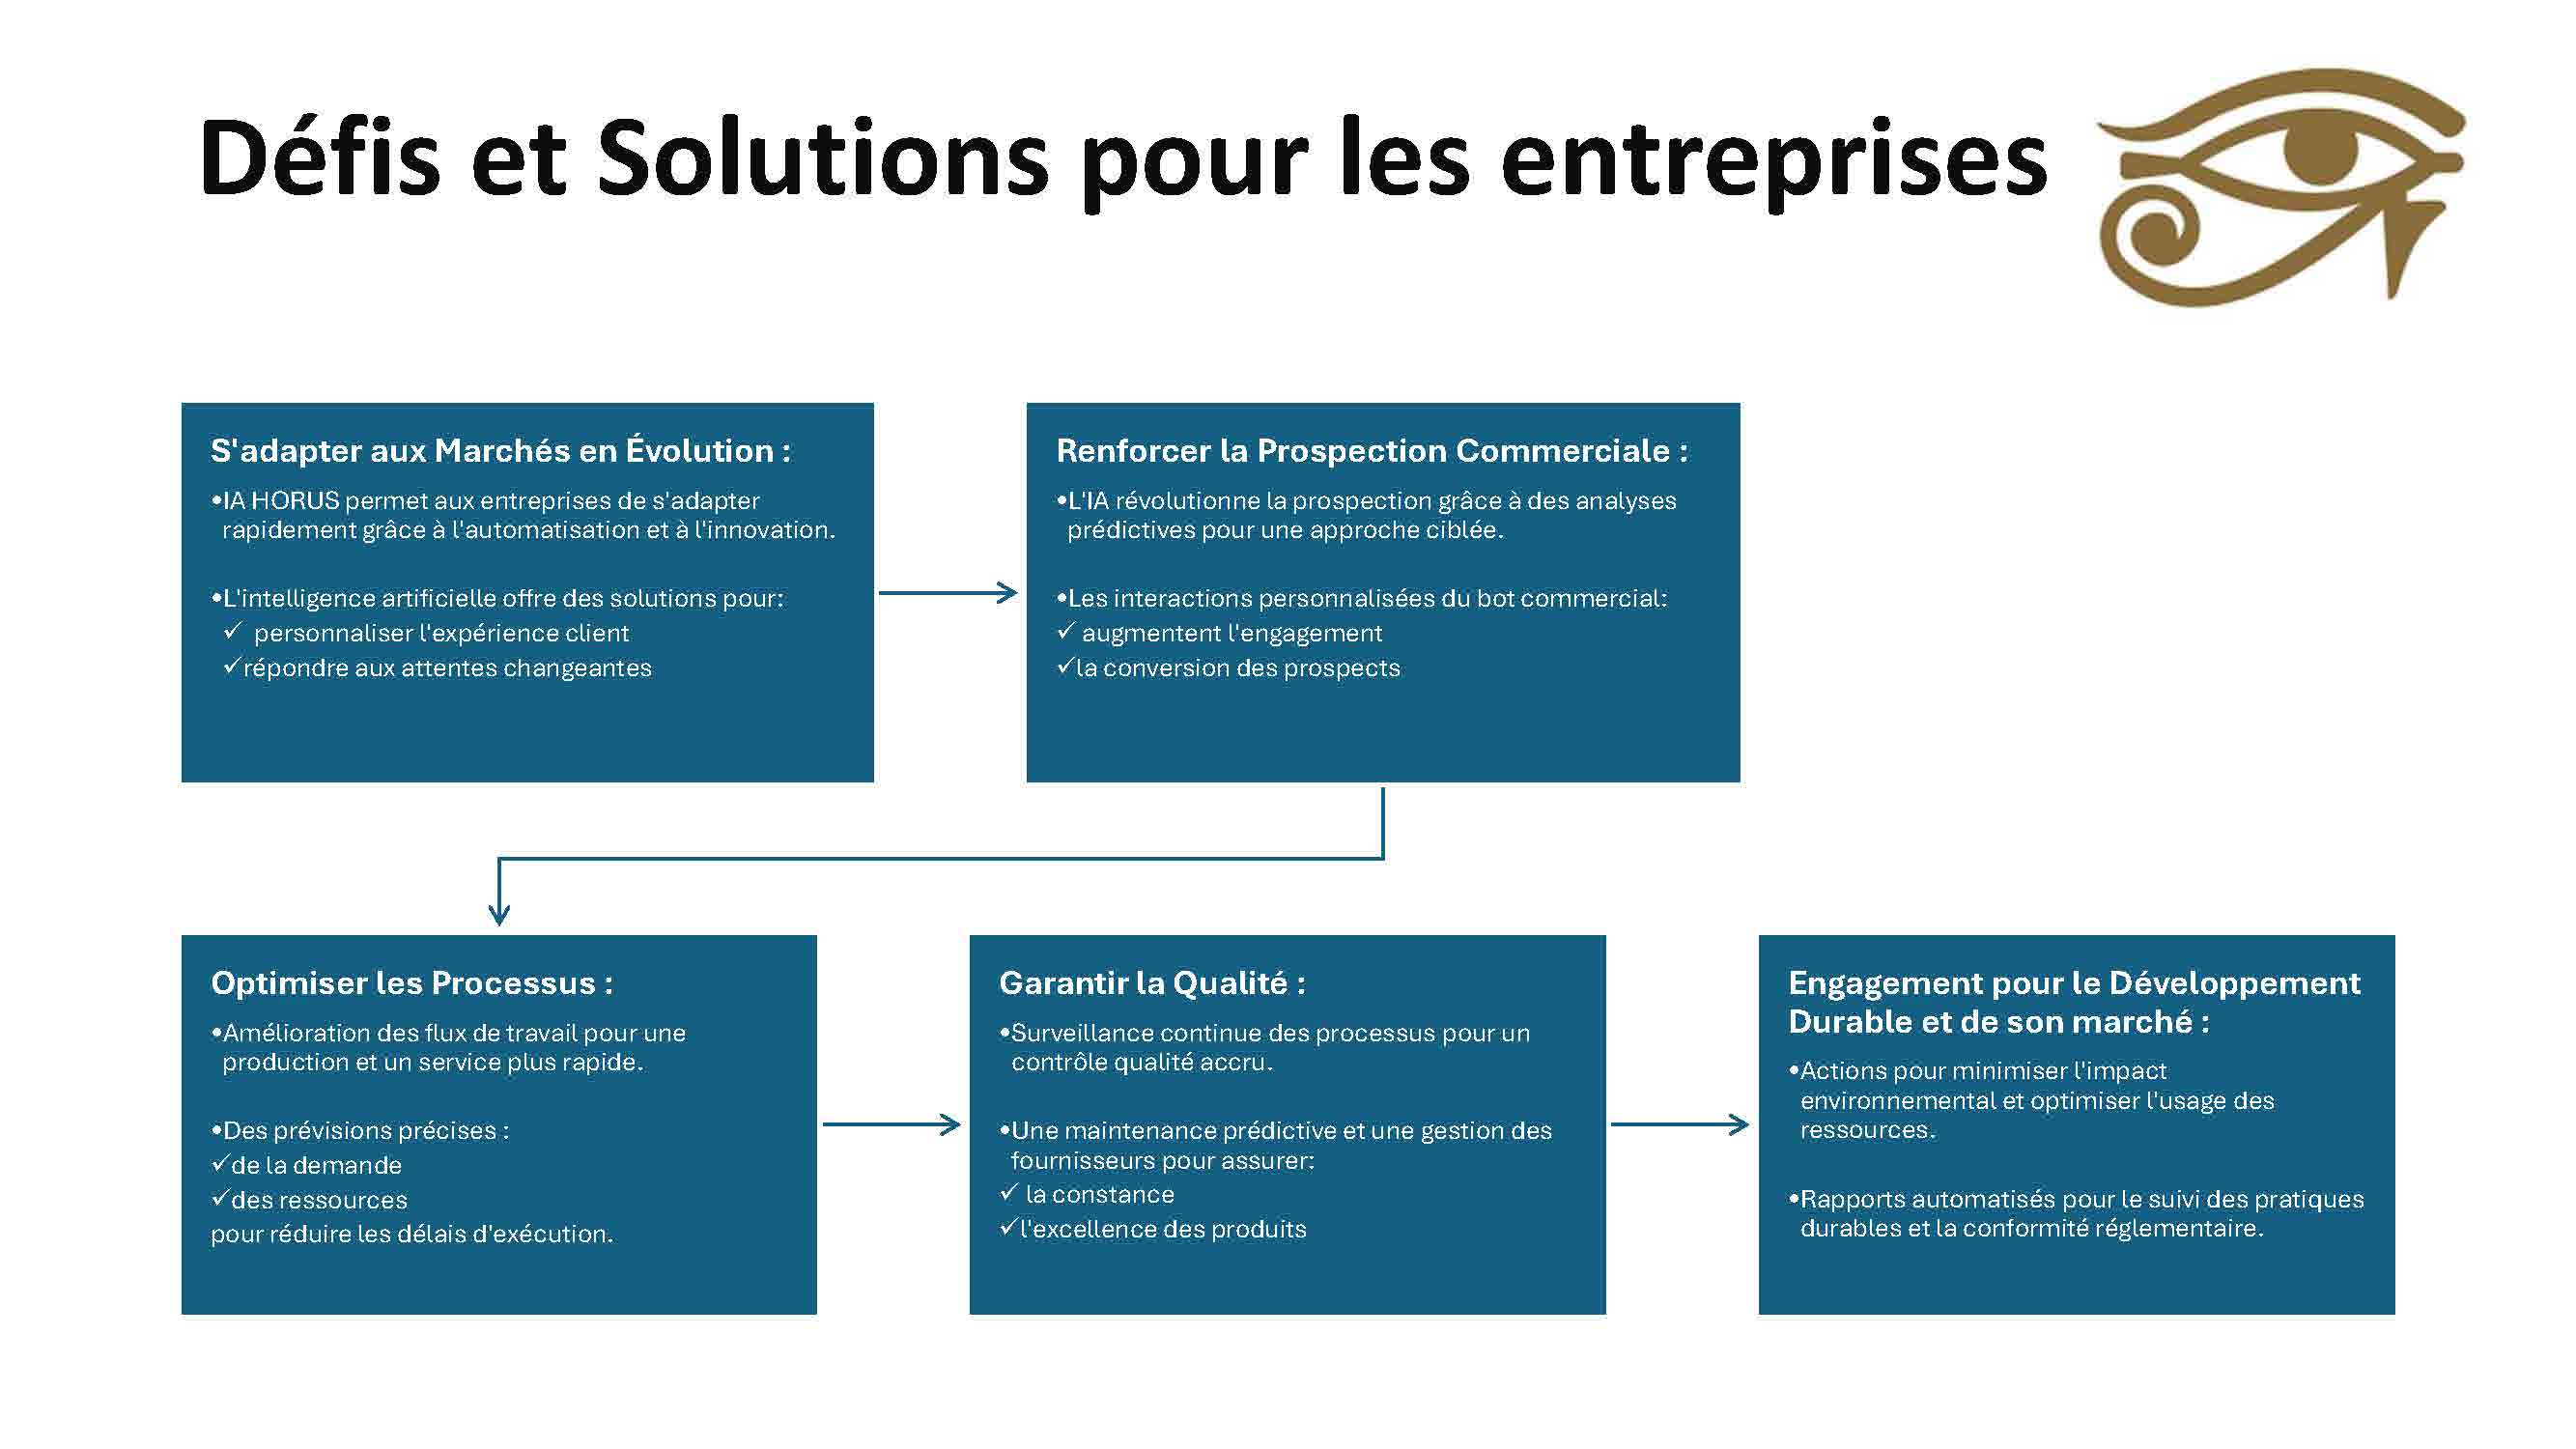 Défis et Solutions pour les entreprises
S'adapter aux Marchés en Évolution :
•IA HORUS permet aux entreprises de s'adapter
rapidement grâce à l'automatisation et à l'innovation.
•L'intelligence artificielle offre des solutions pour:
✓ personnaliser l'expérience client
✓répondre aux attentes changeantes
Renforcer la Prospection Commerciale :
•L'IA révolutionne la prospection grâce à des analyses
prédictives pour une approche ciblée.
•Les interactions personnalisées du bot commercial:
✓ augmentent l'engagement
✓la conversion des prospects
Optimiser les Processus :
•Amélioration des flux de travail pour une
production et un service plus rapide.
•Des prévisions précises :
✓de la demande
✓des ressources
pour réduire les délais d'exécution.
Garantir la Qualité :
•Surveillance continue des processus pour un
contrôle qualité accru.
•Une maintenance prédictive et une gestion des
fournisseurs pour assurer:
✓ la constance
✓l'excellence des produits
Engagement pour le Développement
Durable et de son marché :
•Actions pour minimiser l'impact
environnemental et optimiser l'usage des
ressources.
•Rapports automatisés pour le suivi des pratiques
durables et la conformité réglementaire.